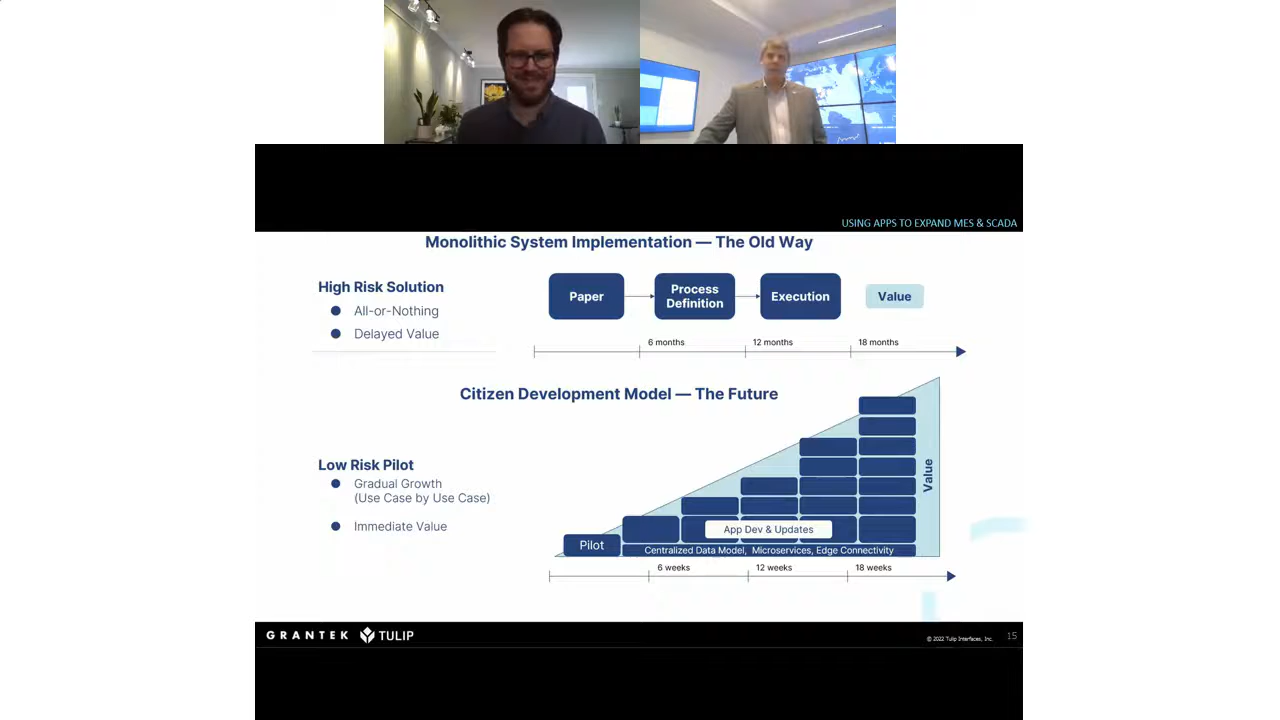 USING APPS TO EXPAND MES & SCADA
Monolithic System Implementation — The Old Way
High Risk Solution
All-or-Nothing
Delayed Value
Paper
Process
Definition
Execution
Value
6 months
12 months
18 months
Citizen Development Model — The Future
Low Risk Pilot
Gradual Growth
(Use Case by Use Case)
Immediate Value
Value
App Dev & Updates
Pilot
Centralized Data Model, Microservices, Edge Connectivity
6 weeks
12 weeks
18 weeks
GRANTEK TULIP
© 2022 Tulip Interfaces, Inc. 15